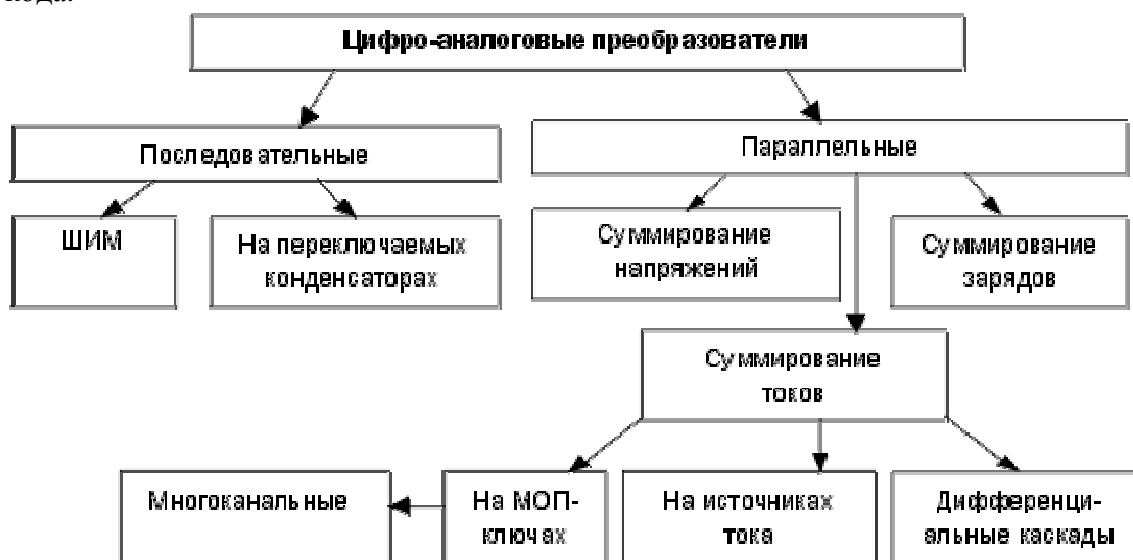 Цифро-аналоговые преобразователи
Последовательные
Параллельные
ШИМ
На переключаемых
конденсаторах
Суммирование
напряжений
Суммирование
зарядов
Суммирование
токов
Многоканальные
На МОП-
ключах
На источниках
тока
Дифференци-
альные каскады